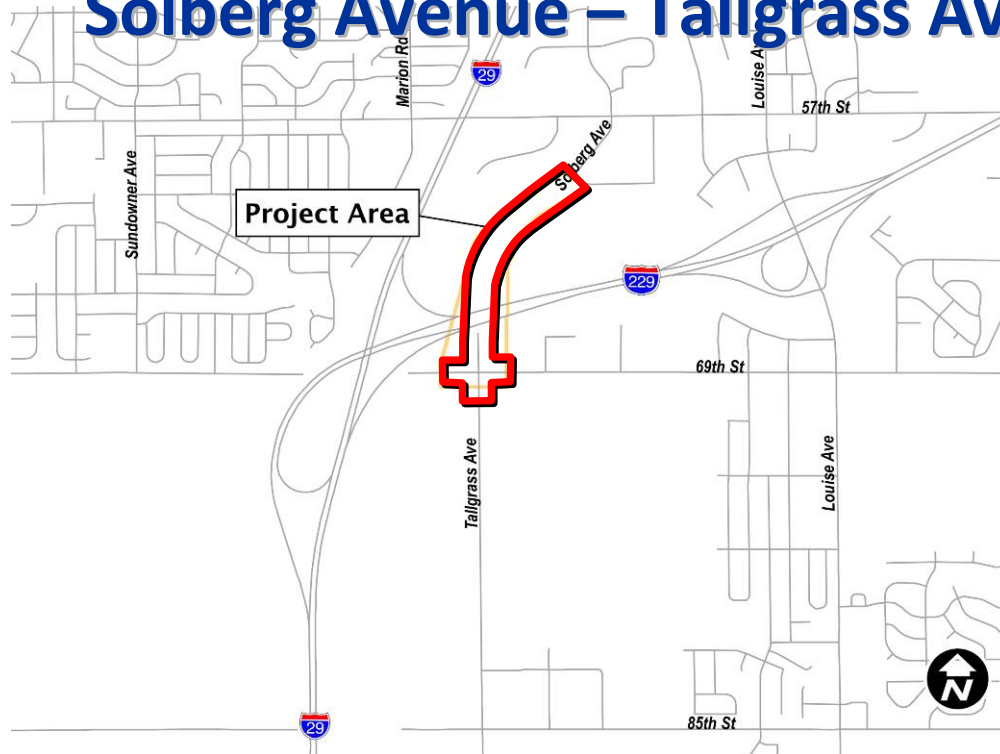 Solberg Avenue – Tallgrass Av
Marion Rd
29
Louise Av
57th St
Solberg Ave
Sundowner Ave
Project Area
229
69th St
Tallgrass Ave
Louise Ave
N
85th St
29